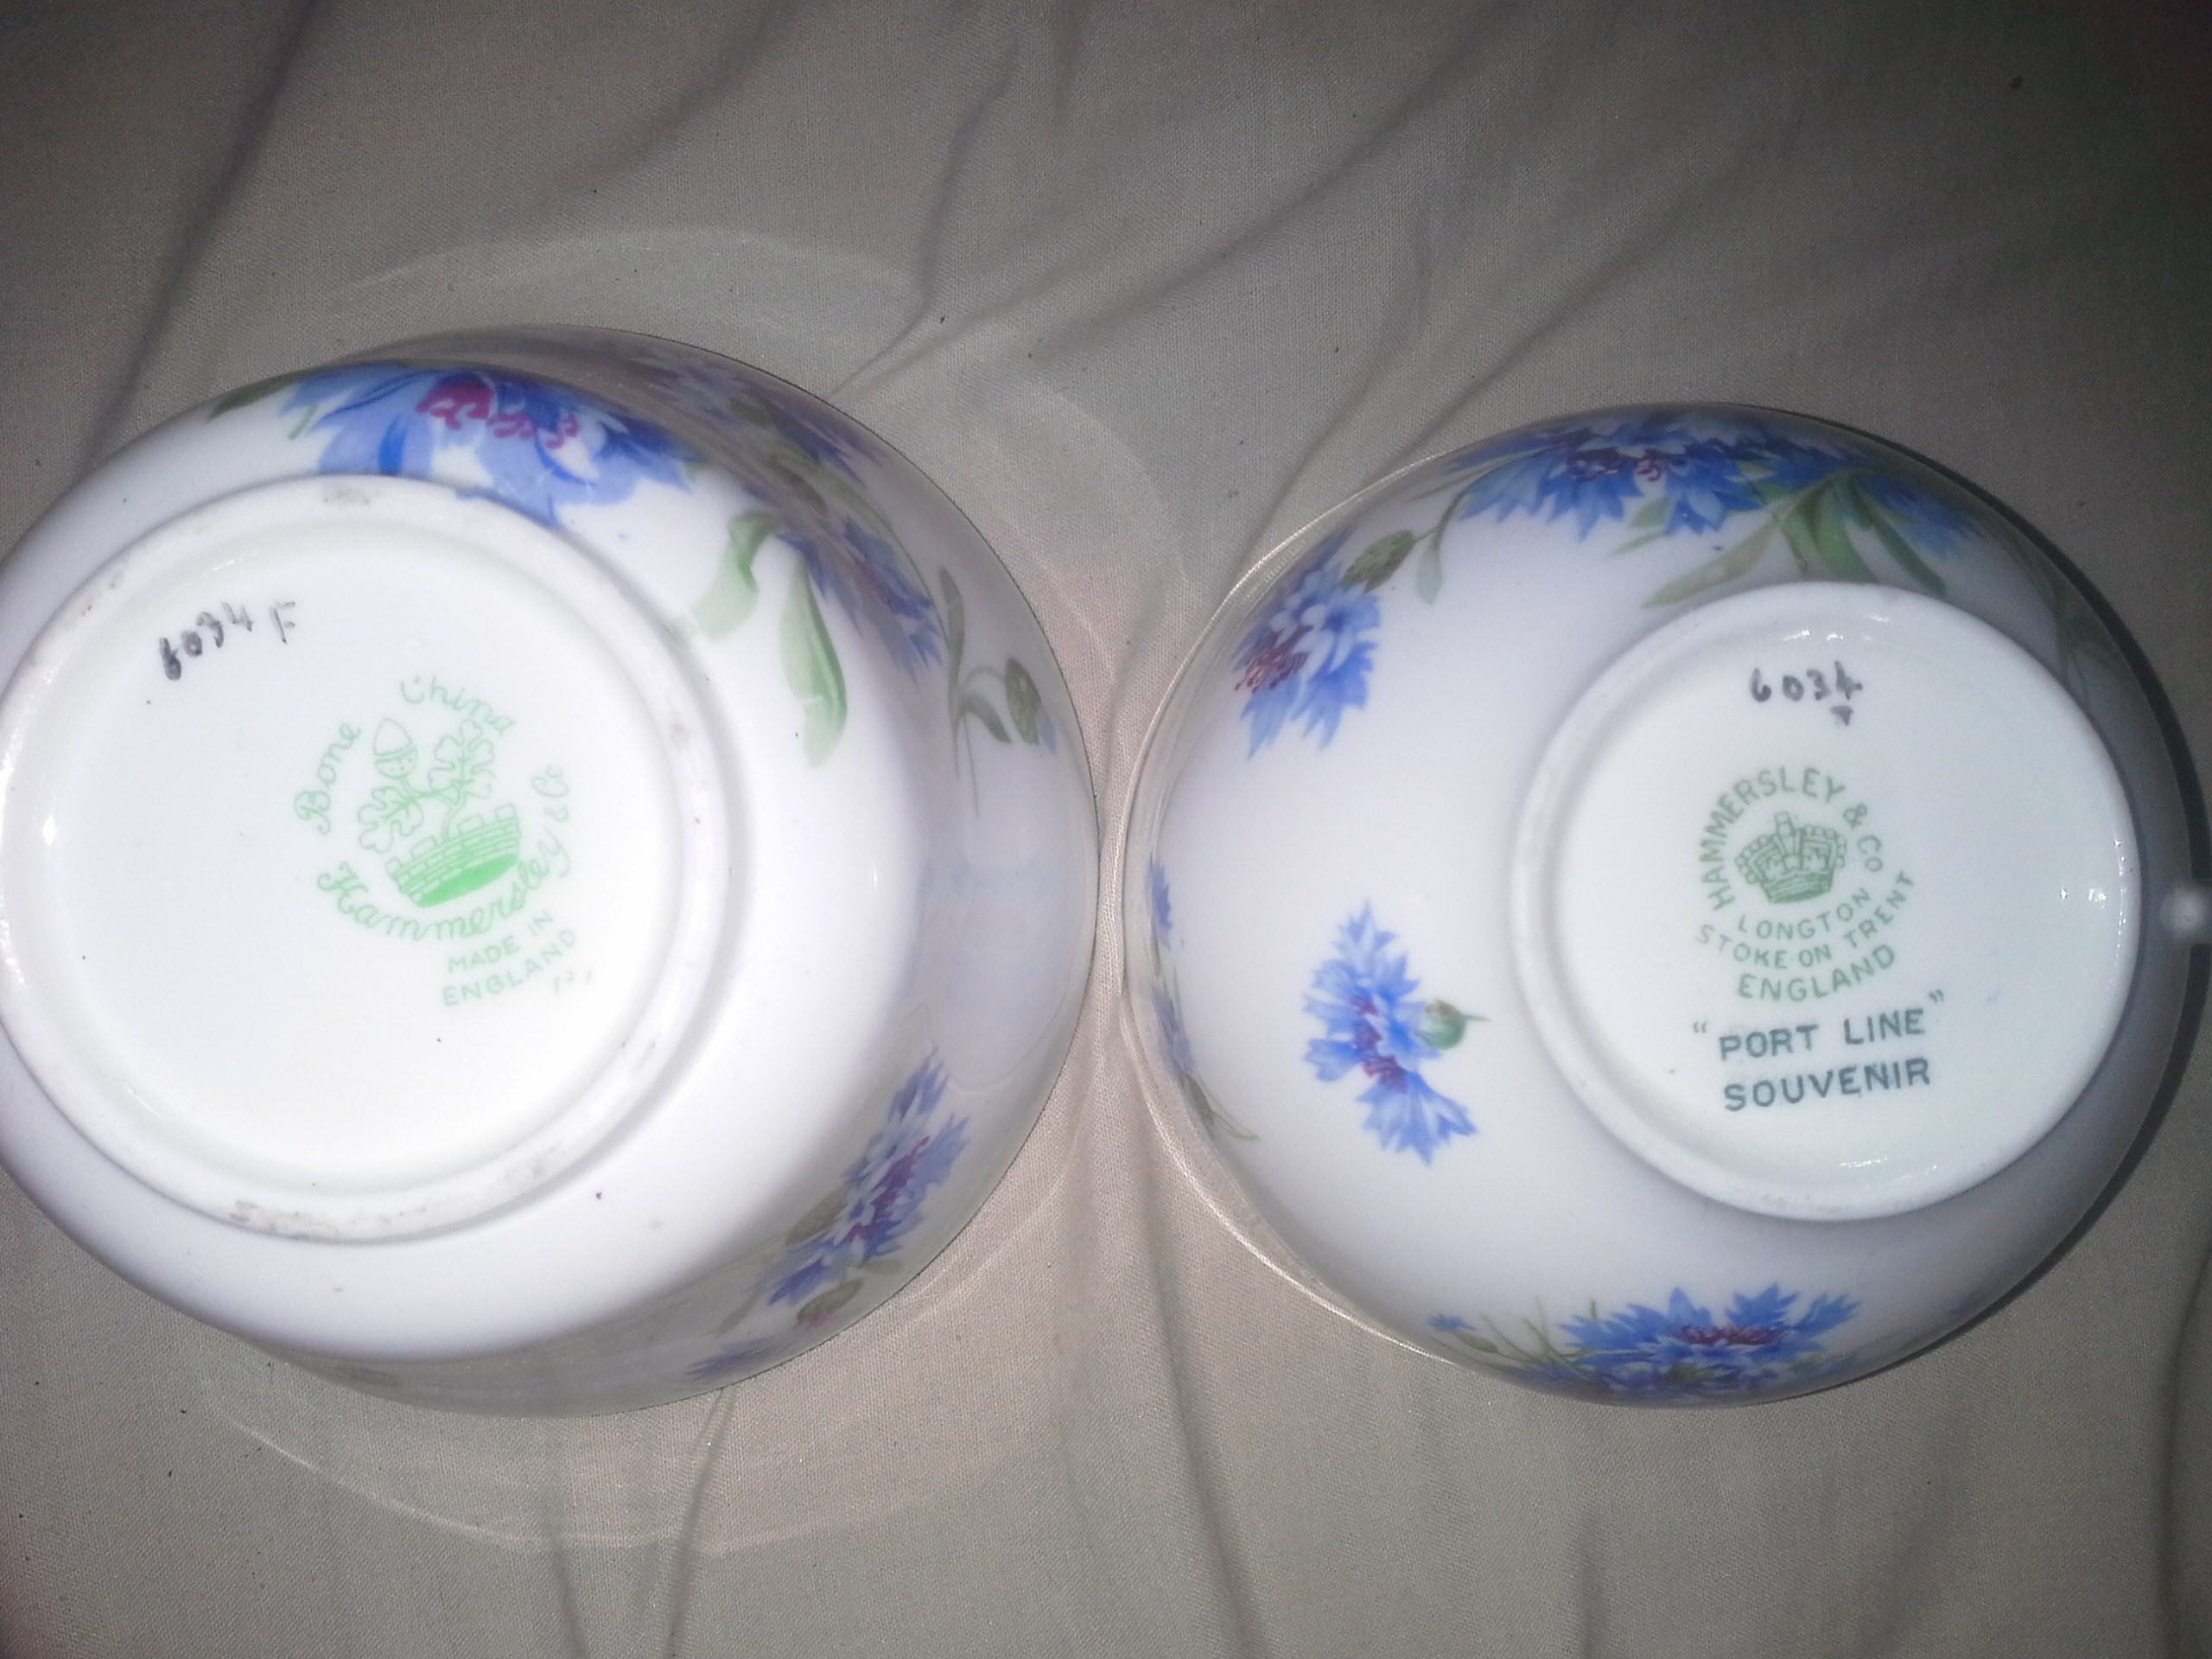 6034 F
Bone China
Hammersley & Co
MADE IN
ENGLAND
6034
HAMMERSLEY & CO
LONGTON
STOKE·ON TRENT
ENGLAND
"PORT LINE"
SOUVENIR